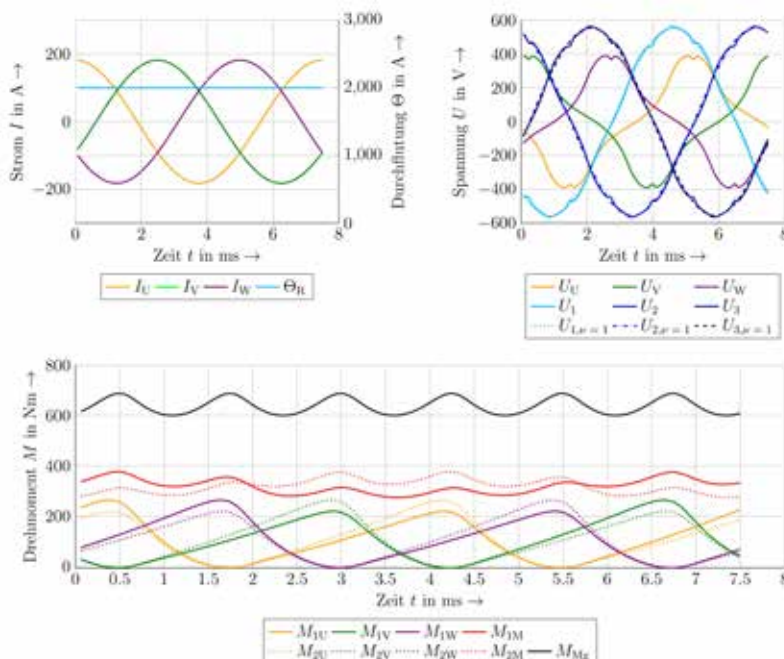 3,000
200
0
−200
2,000
1,000
0
Strom I in A →
Durchflutung Θ in A →
0 2 4 6 8
Zeit t in ms →
I_U I_V I_W Θ_R
600
400
200
0
−200
−400
−600
Spannung U in V →
0 2 4 6 8
Zeit t in ms →
U_U U_V U_W
U_1 U_2 U_3
U_1,ν = 1 U_2,ν = 1 U_3,ν = 1
800
600
400
200
0
Drehmoment M in Nm →
0 0.5 1 1.5 2 2.5 3 3.5 4 4.5 5 5.5 6 6.5 7 7.5 8
Zeit t in ms →
M_1U M_1V M_1W M_1M
M_2U M_2V M_2W M_2M M_Mg